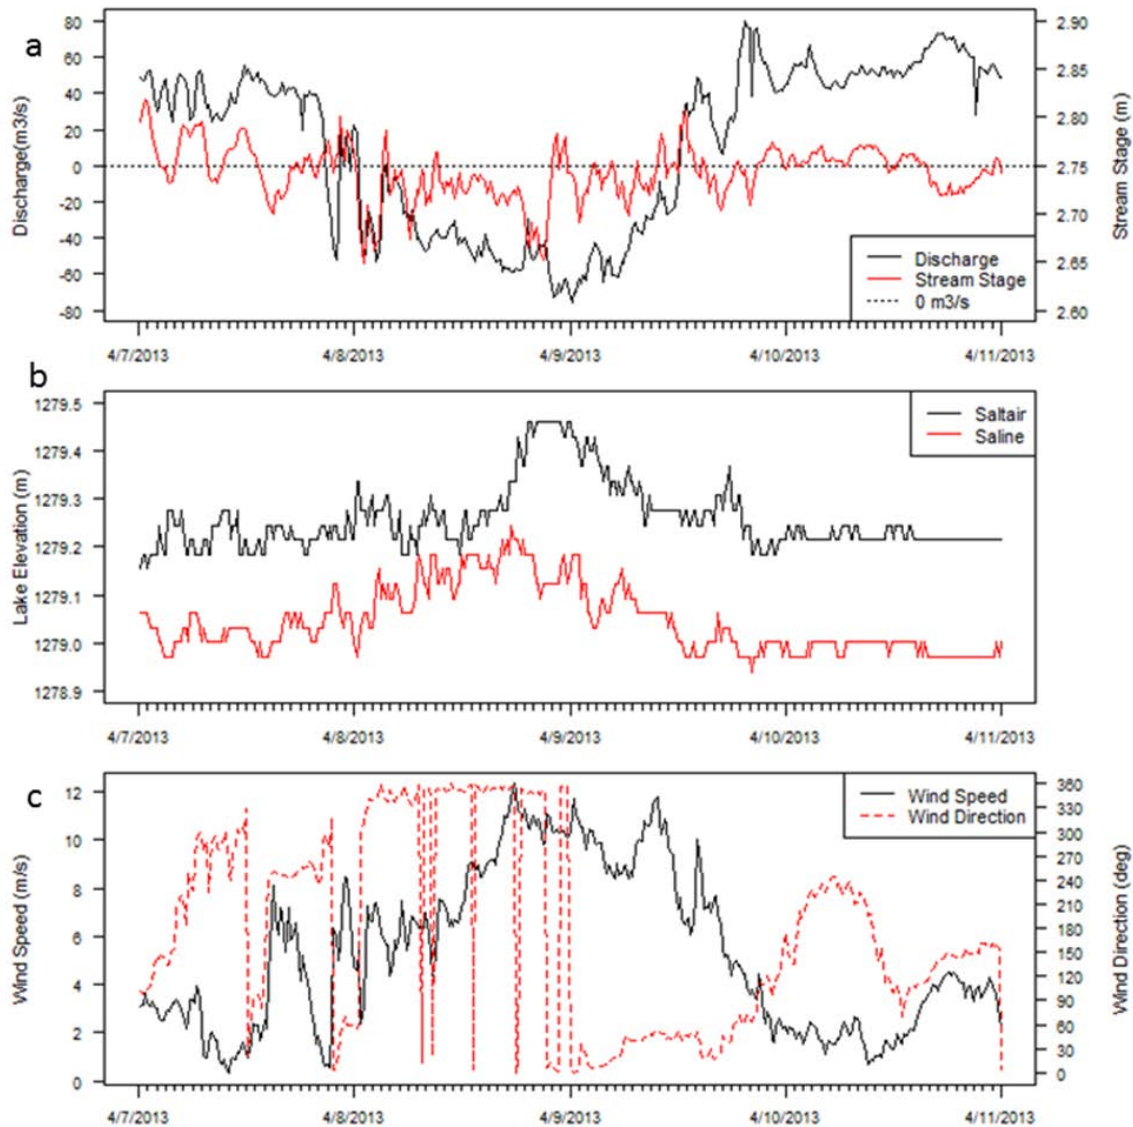 a
80
60
40
20
0
-20
-40
-60
-80
Discharge(m3/s)
2.90
2.85
2.80
2.75
2.70
2.65
2.60
Stream Stage (m)
Discharge
Stream Stage
0 m3/s
4/7/2013 4/8/2013 4/9/2013 4/10/2013 4/11/2013
b
1279.5
1279.4
1279.3
1279.2
1279.1
1279.0
1278.9
Lake Elevation (m)
Saltair
Saline
4/7/2013 4/8/2013 4/9/2013 4/10/2013 4/11/2013
c
12
10
8
6
4
2
0
Wind Speed (m/s)
360
330
300
270
240
210
180
150
120
90
60
30
0
Wind Direction (deg)
Wind Speed
Wind Direction
4/7/2013 4/8/2013 4/9/2013 4/10/2013 4/11/2013